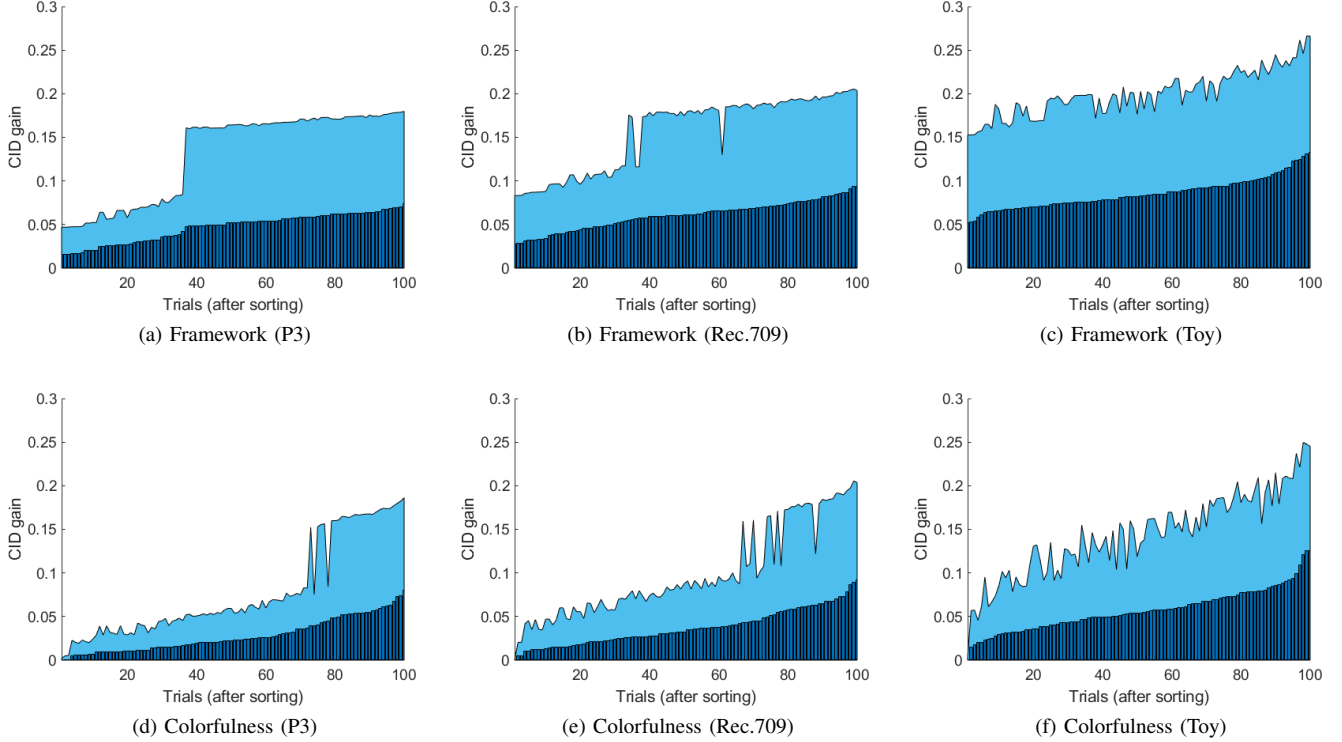 0.3
0.25
0.2
0.15
0.1
0.05
0
CID gain
20 40 60 80 100
Trials (after sorting)
(a) Framework (P3)
0.3
0.25
0.2
0.15
0.1
0.05
0
CID gain
20 40 60 80 100
Trials (after sorting)
(b) Framework (Rec.709)
0.3
0.25
0.2
0.15
0.1
0.05
0
CID gain
20 40 60 80 100
Trials (after sorting)
(c) Framework (Toy)
0.3
0.25
0.2
0.15
0.1
0.05
0
CID gain
20 40 60 80 100
Trials (after sorting)
(d) Colorfulness (P3)
0.3
0.25
0.2
0.15
0.1
0.05
0
CID gain
20 40 60 80 100
Trials (after sorting)
(e) Colorfulness (Rec.709)
0.3
0.25
0.2
0.15
0.1
0.05
0
CID gain
20 40 60 80 100
Trials (after sorting)
(f) Colorfulness (Toy)